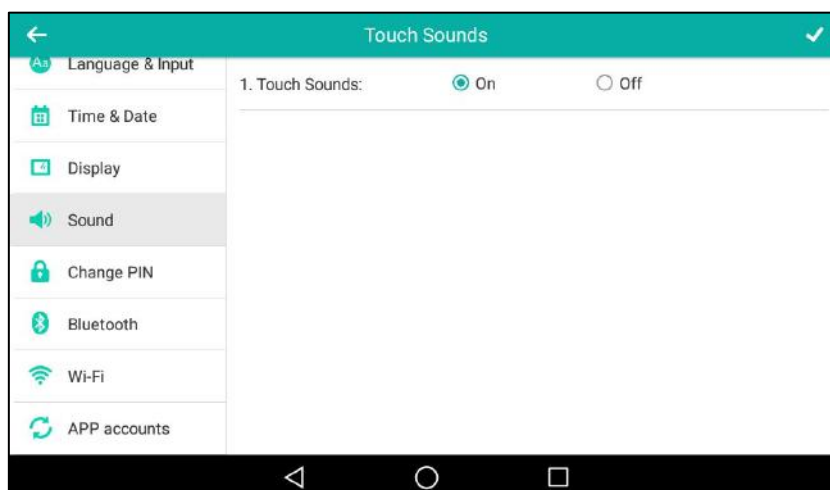 Touch Sounds
Language & Input
1. Touch Sounds: On Off
Time & Date
Display
Sound
Change PIN
Bluetooth
Wi-Fi
APP accounts